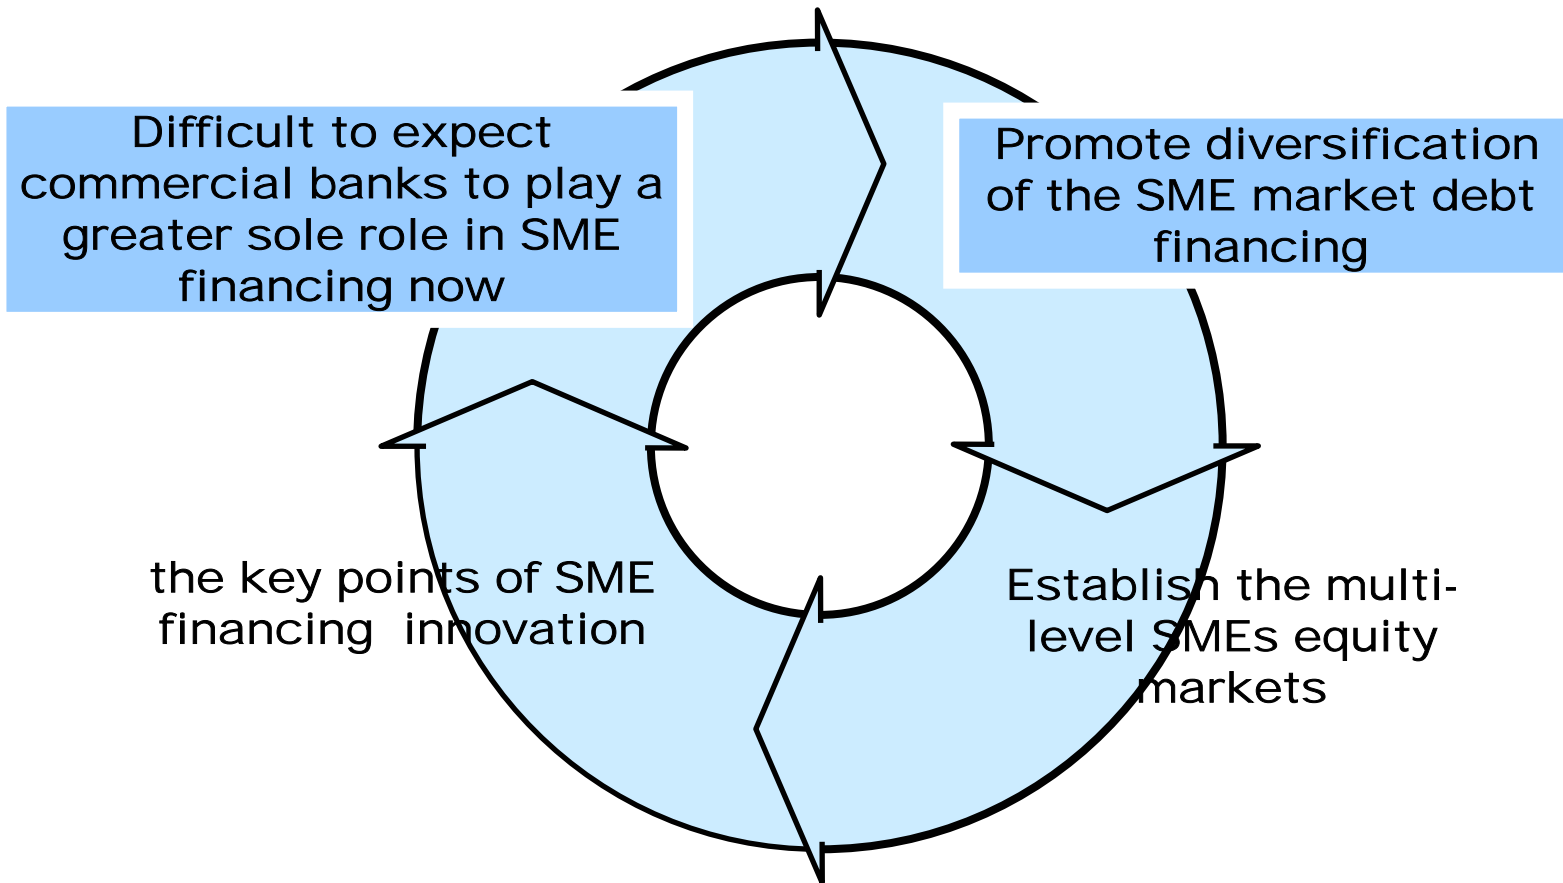 Difficult to expect
commercial banks to play a
greater sole role in SME
financing now
Promote diversification
of the SME market debt
financing
the key points of SME
financing  innovation
Establish the multi-
level SMEs equity
markets